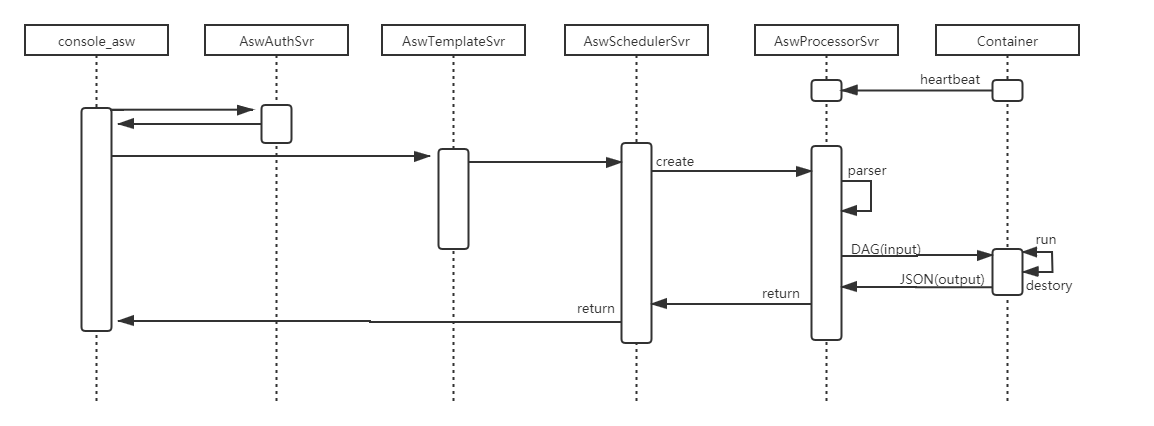 console_asw
AswAuthSvr
AswTemplateSvr
AswSchedulerSvr
AswProcessorSvr
Container
heartbeat
create
parser
run
DAG(input)
JSON(output)
destory
return
return